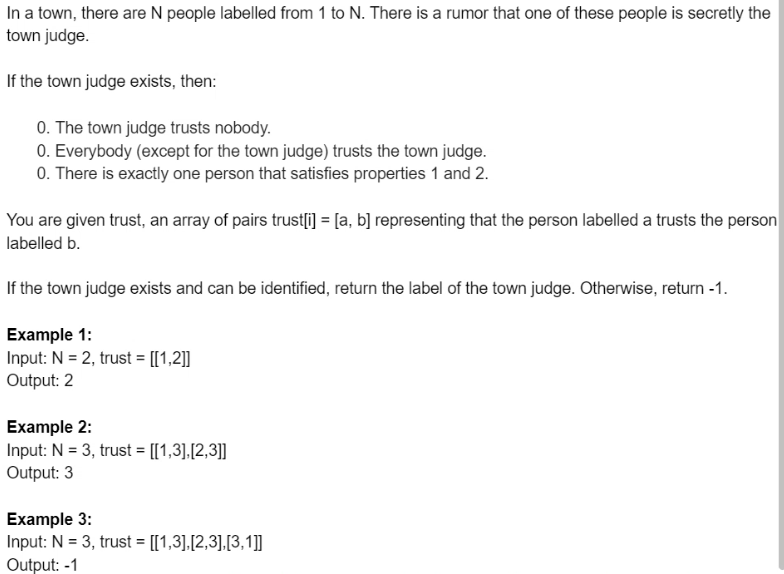 In a town, there are N people labelled from 1 to N. There is a rumor that one of these people is secretly the
town judge.
If the town judge exists, then:
0. The town judge trusts nobody.
0. Everybody (except for the town judge) trusts the town judge.
0. There is exactly one person that satisfies properties 1 and 2.
You are given trust, an array of pairs trust[i] = [a, b] representing that the person labelled a trusts the person
labelled b.
If the town judge exists and can be identified, return the label of the town judge. Otherwise, return -1.
Example 1:
Input: N = 2, trust = [[1,2]]
Output: 2
Example 2:
Input: N = 3, trust = [[1,3],[2,3]]
Output: 3
Example 3:
Input: N = 3, trust = [[1,3],[2,3],[3,1]]
Output: -1